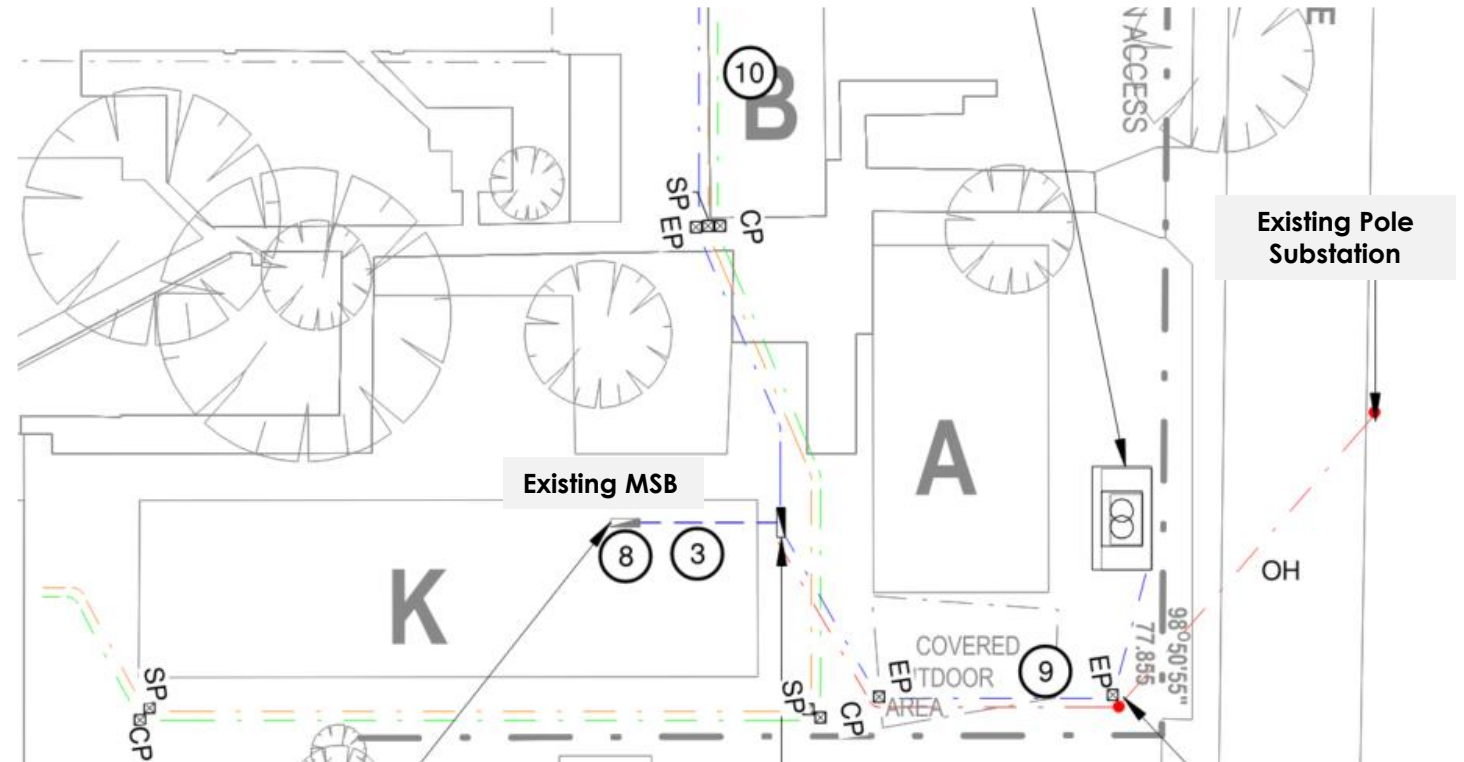 E
N ACCESS
10
B
SP
EP
CP
Existing Pole
Substation
A
Existing MSB
8
3
OH
K
COVERED
'TDOOR
AREA
9
EP
EP
98°50'55"
77.855
SP
CP
SP
CP